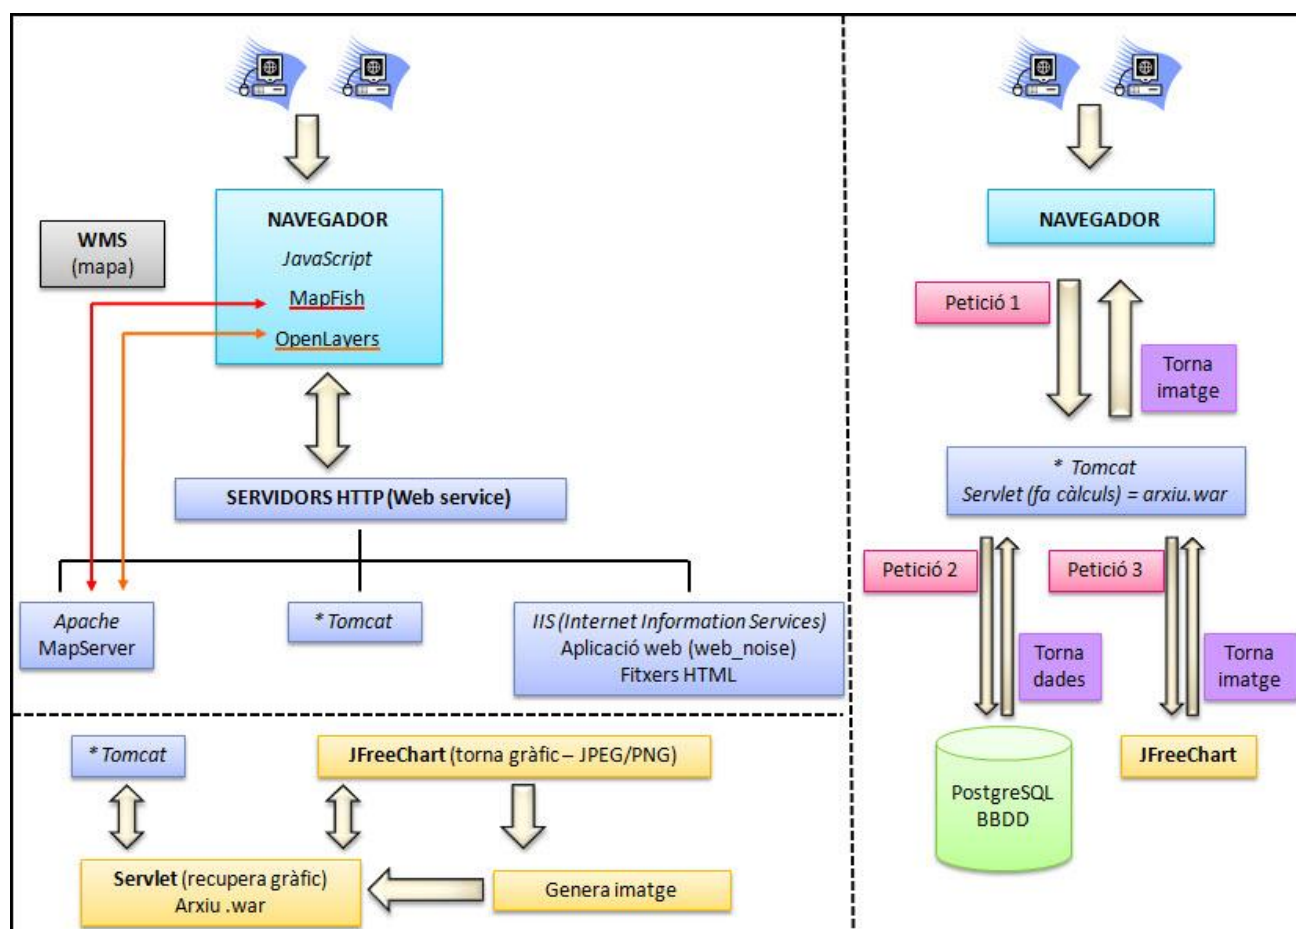 NAVEGADOR
JavaScript
MapFish
OpenLayers
WMS
(mapa)
SERVIDORS HTTP (Web service)
Apache
MapServer
* Tomcat
IIS (Internet Information Services)
Aplicació web (web_noise)
Fitxers HTML
* Tomcat
JFreeChart (torna gràfic – JPEG/PNG)
Servlet (recupera gràfic)
Arxiu .war
Genera imatge
NAVEGADOR
Petició 1
Torna
imatge
* Tomcat
Servlet (fa càlculs) = arxiu.war
Petició 2
Petició 3
Torna
dades
Torna
imatge
PostgreSQL
BBDD
JFreeChart